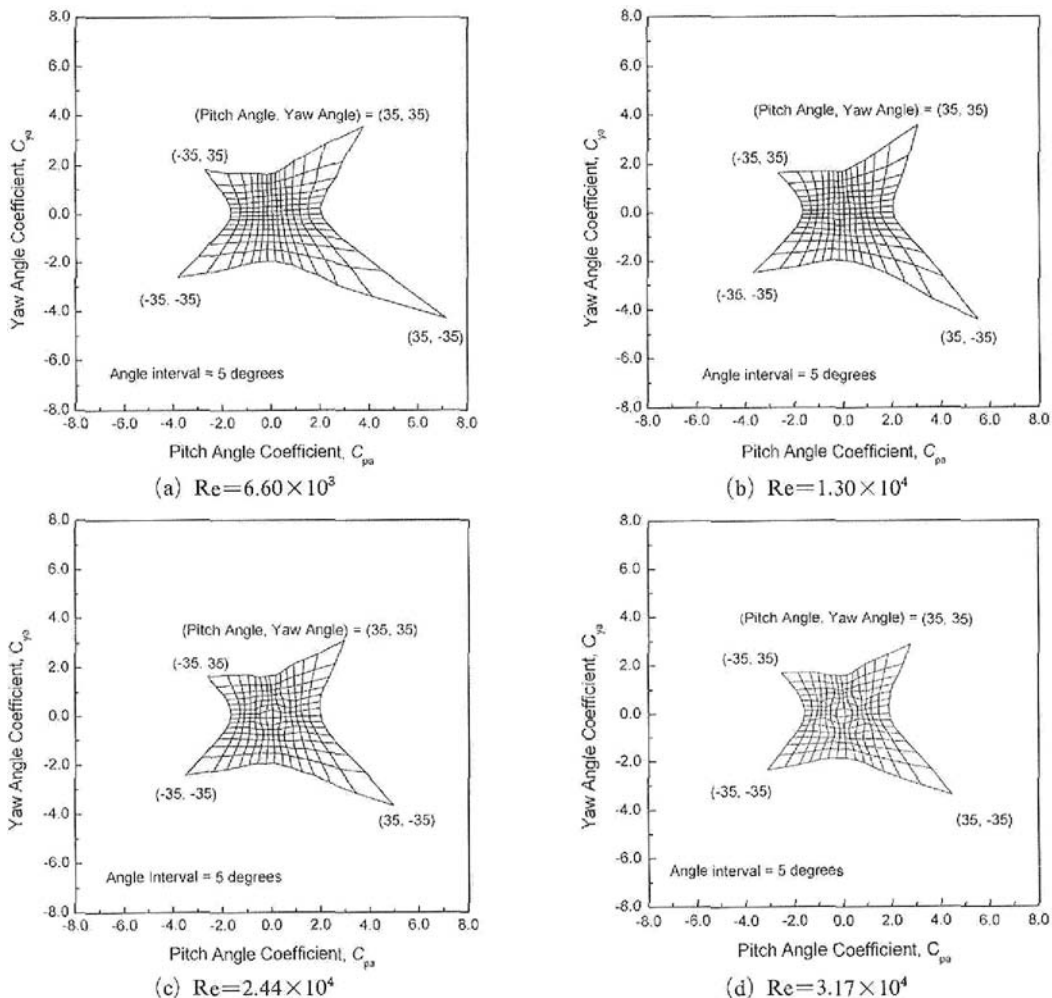 8.0
6.0
4.0
2.0
0.0
-2.0
-4.0
-6.0
-8.0
Yaw Angle Coefficient, Cya
(Pitch Angle, Yaw Angle) = (35, 35)
(-35, 35)
(-35, -35)
(35, -35)
Angle interval = 5 degrees
-8.0 -6.0 -4.0 -2.0 0.0 2.0 4.0 6.0 8.0
Pitch Angle Coefficient, Cpa
(a) Re=6.60×10³
8.0
6.0
4.0
2.0
0.0
-2.0
-4.0
-6.0
-8.0
Yaw Angle Coefficient, Cya
(Pitch Angle, Yaw Angle) = (35, 35)
(-35, 35)
(-35, -35)
(35, -35)
Angle interval = 5 degrees
-8.0 -6.0 -4.0 -2.0 0.0 2.0 4.0 6.0 8.0
Pitch Angle Coefficient, Cpa
(b) Re=1.30×10⁴
8.0
6.0
4.0
2.0
0.0
-2.0
-4.0
-6.0
-8.0
Yaw Angle Coefficient, Cya
(Pitch Angle, Yaw Angle) = (35, 35)
(-35, 35)
(-35, -35)
(35, -35)
Angle Interval = 5 degrees
-8.0 -6.0 -4.0 -2.0 0.0 2.0 4.0 6.0 8.0
Pitch Angle Coefficient, Cpa
(c) Re=2.44×10⁴
8.0
6.0
4.0
2.0
0.0
-2.0
-4.0
-6.0
-8.0
Yaw Angle Coefficient, Cya
(Pitch Angle, Yaw Angle) = (35, 35)
(-35, 35)
(-35, -35)
(35, -35)
Angle interval = 5 degrees
-8.0 -6.0 -4.0 -2.0 0.0 2.0 4.0 6.0 8.0
Pitch Angle Coefficient, Cpa
(d) Re=3.17×10⁴